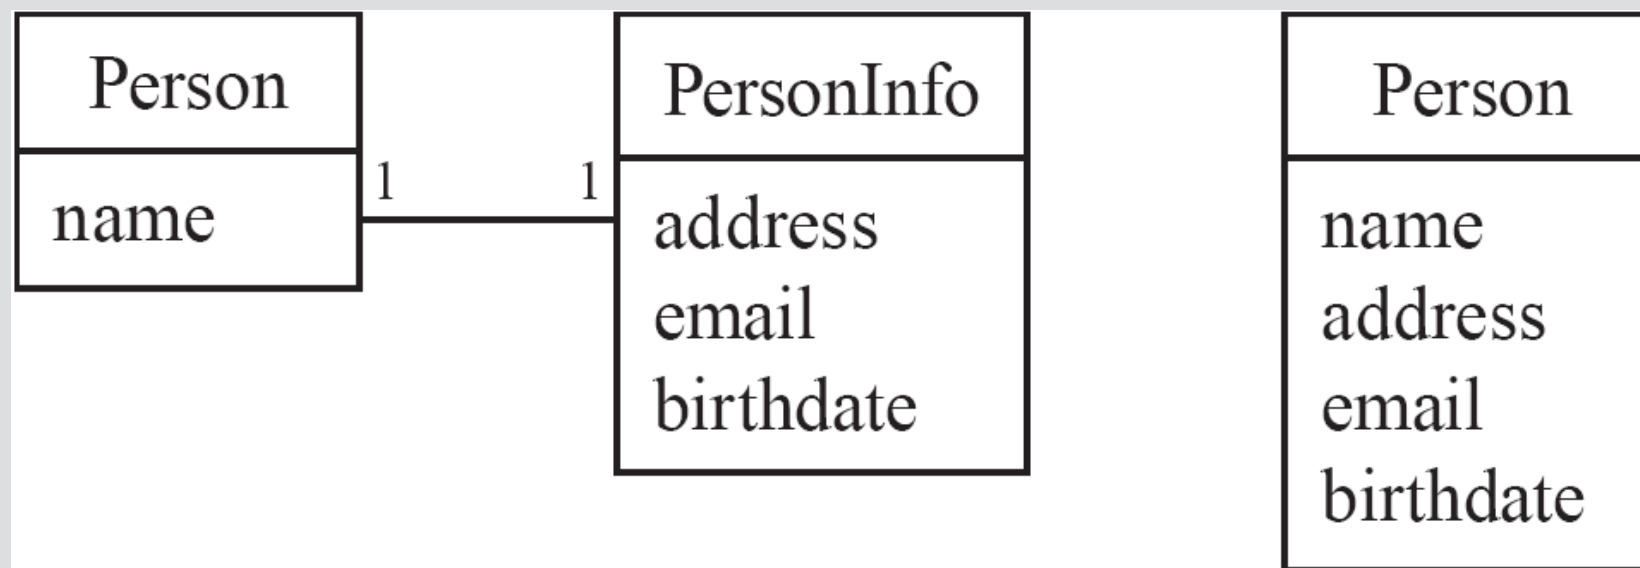 Person
name
1
1
PersonInfo
address
email
birthdate
Person
name
address
email
birthdate